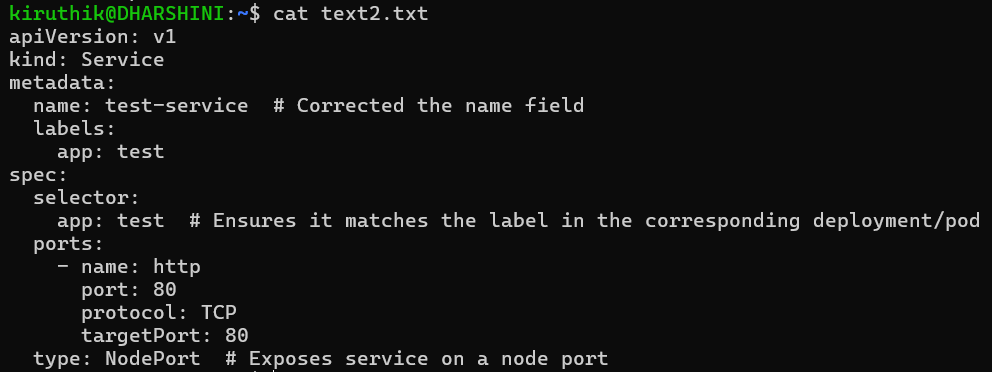 kiruthik@DHARSHINI:~$ cat text2.txt
apiVersion: v1
kind: Service
metadata:
  name: test-service  # Corrected the name field
  labels:
    app: test
spec:
  selector:
    app: test  # Ensures it matches the label in the corresponding deployment/pod
  ports:
    - name: http
      port: 80
      protocol: TCP
      targetPort: 80
  type: NodePort  # Exposes service on a node port